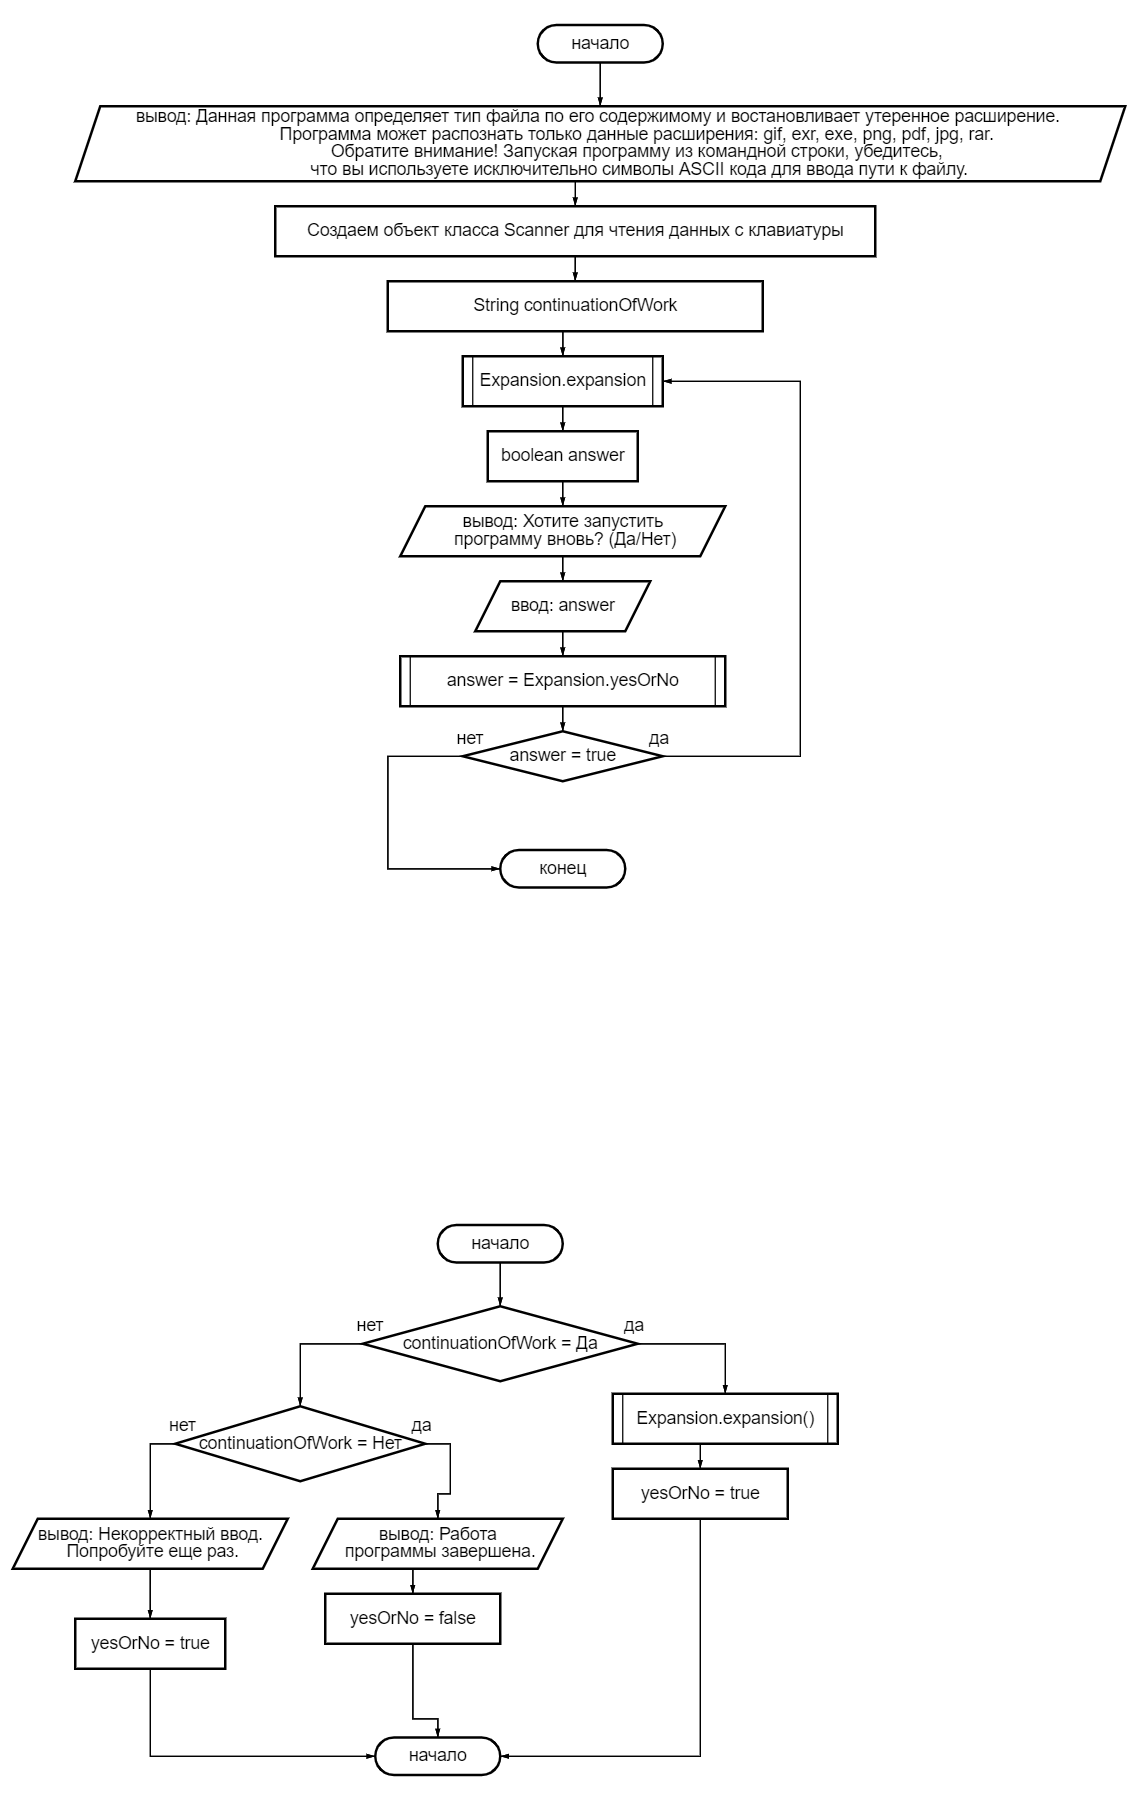 начало
вывод: Данная программа определяет тип файла по его содержимому и востановливает утеренное расширение.
Программа может распознать только данные расширения: gif, exr, exe, png, pdf, jpg, rar.
Обратите внимание! Запуская программу из командной строки, убедитесь,
что вы используете исключительно символы ASCII кода для ввода пути к файлу.
Создаем объект класса Scanner для чтения данных с клавиатуры
String continuationOfWork
Expansion.expansion
boolean answer
вывод: Хотите запустить
программу вновь? (Да/Нет)
ввод: answer
answer = Expansion.yesOrNo
нет
да
answer = true
конец
начало
нет
да
continuationOfWork = Да
нет
да
continuationOfWork = Нет
Expansion.expansion()
yesOrNo = true
вывод: Некорректный ввод.
Попробуйте еще раз.
вывод: Работа
программы завершена.
yesOrNo = false
yesOrNo = true
начало